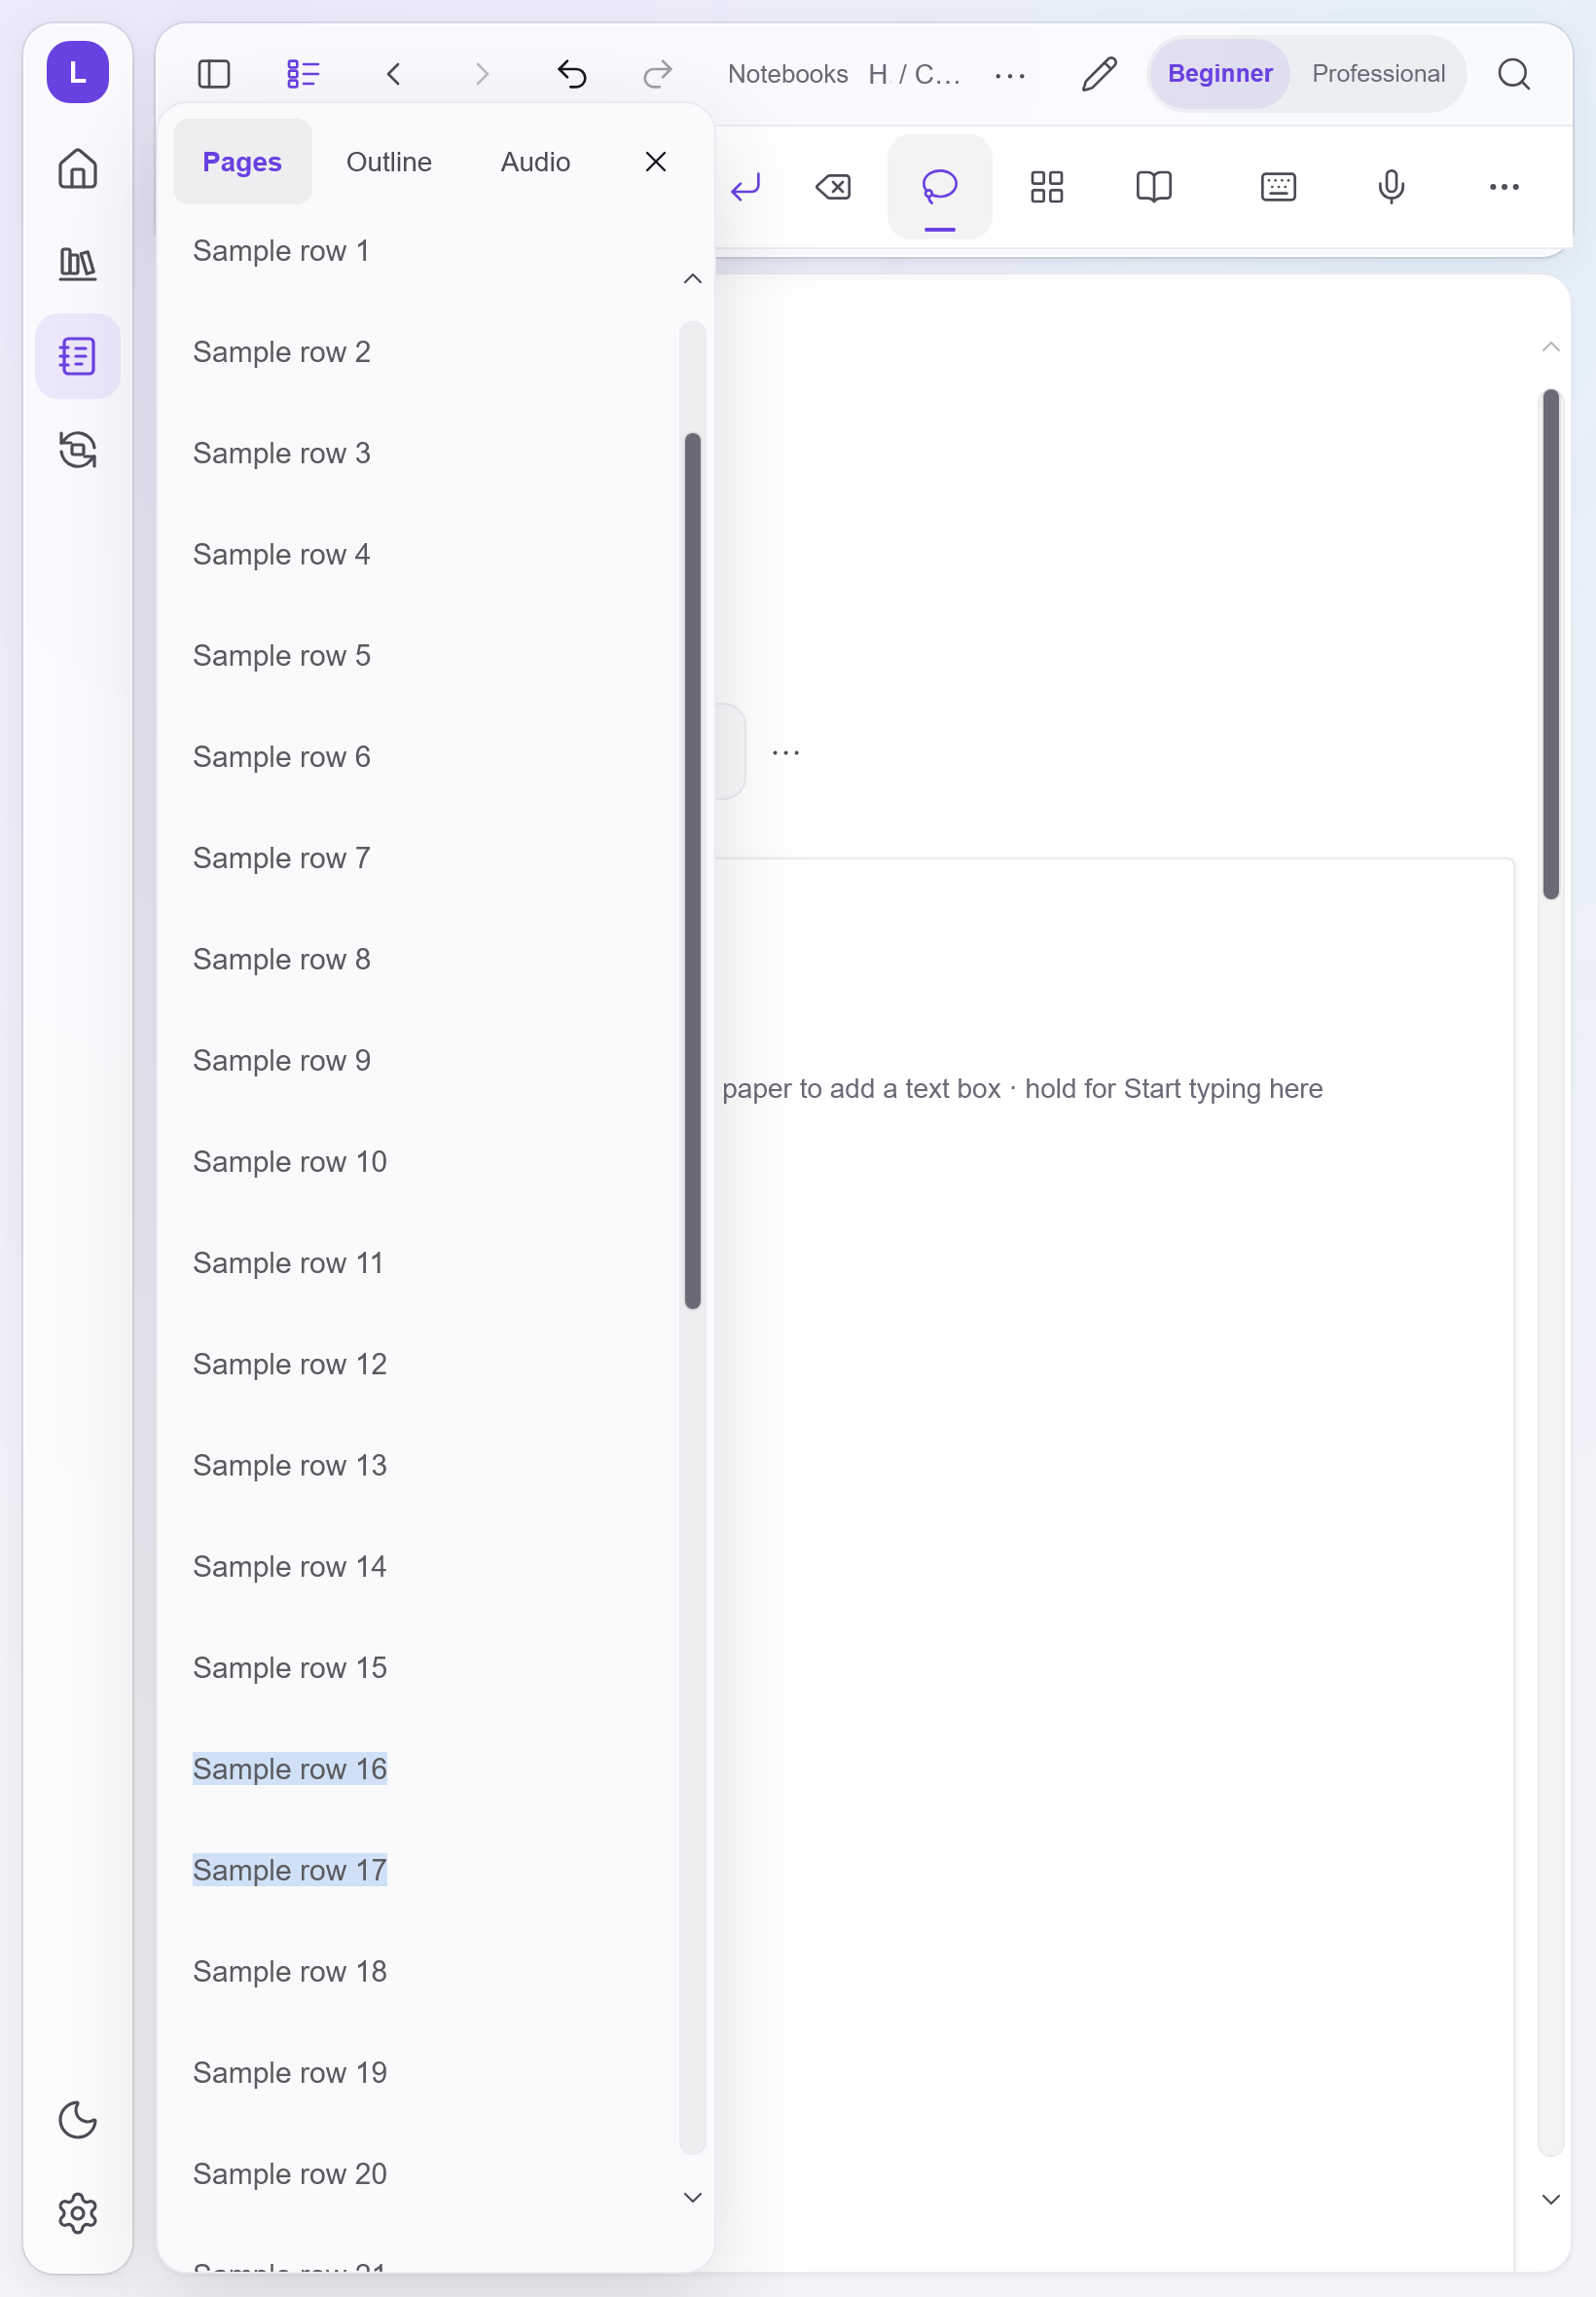 L
Notebooks H / C...
Beginner Professional
Pages Outline Audio
Sample row 1
Sample row 2
Sample row 3
Sample row 4
Sample row 5
Sample row 6
Sample row 7
Sample row 8
Sample row 9
paper to add a text box · hold for Start typing here
Sample row 10
Sample row 11
Sample row 12
Sample row 13
Sample row 14
Sample row 15
Sample row 16
Sample row 17
Sample row 18
Sample row 19
Sample row 20
Sample row 21